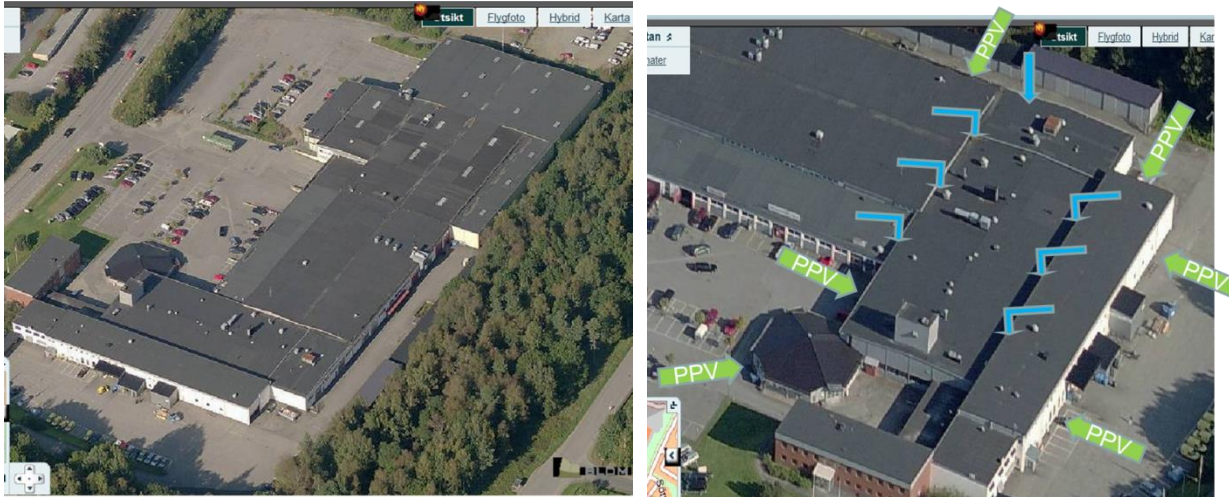 tsikt
Flygfoto
Hybrid
Karta
BLOM
tan
nater
tsikt
Flygfoto
Hybrid
Kar
PPV
PPV
PPV
PPV
PPV
PPV